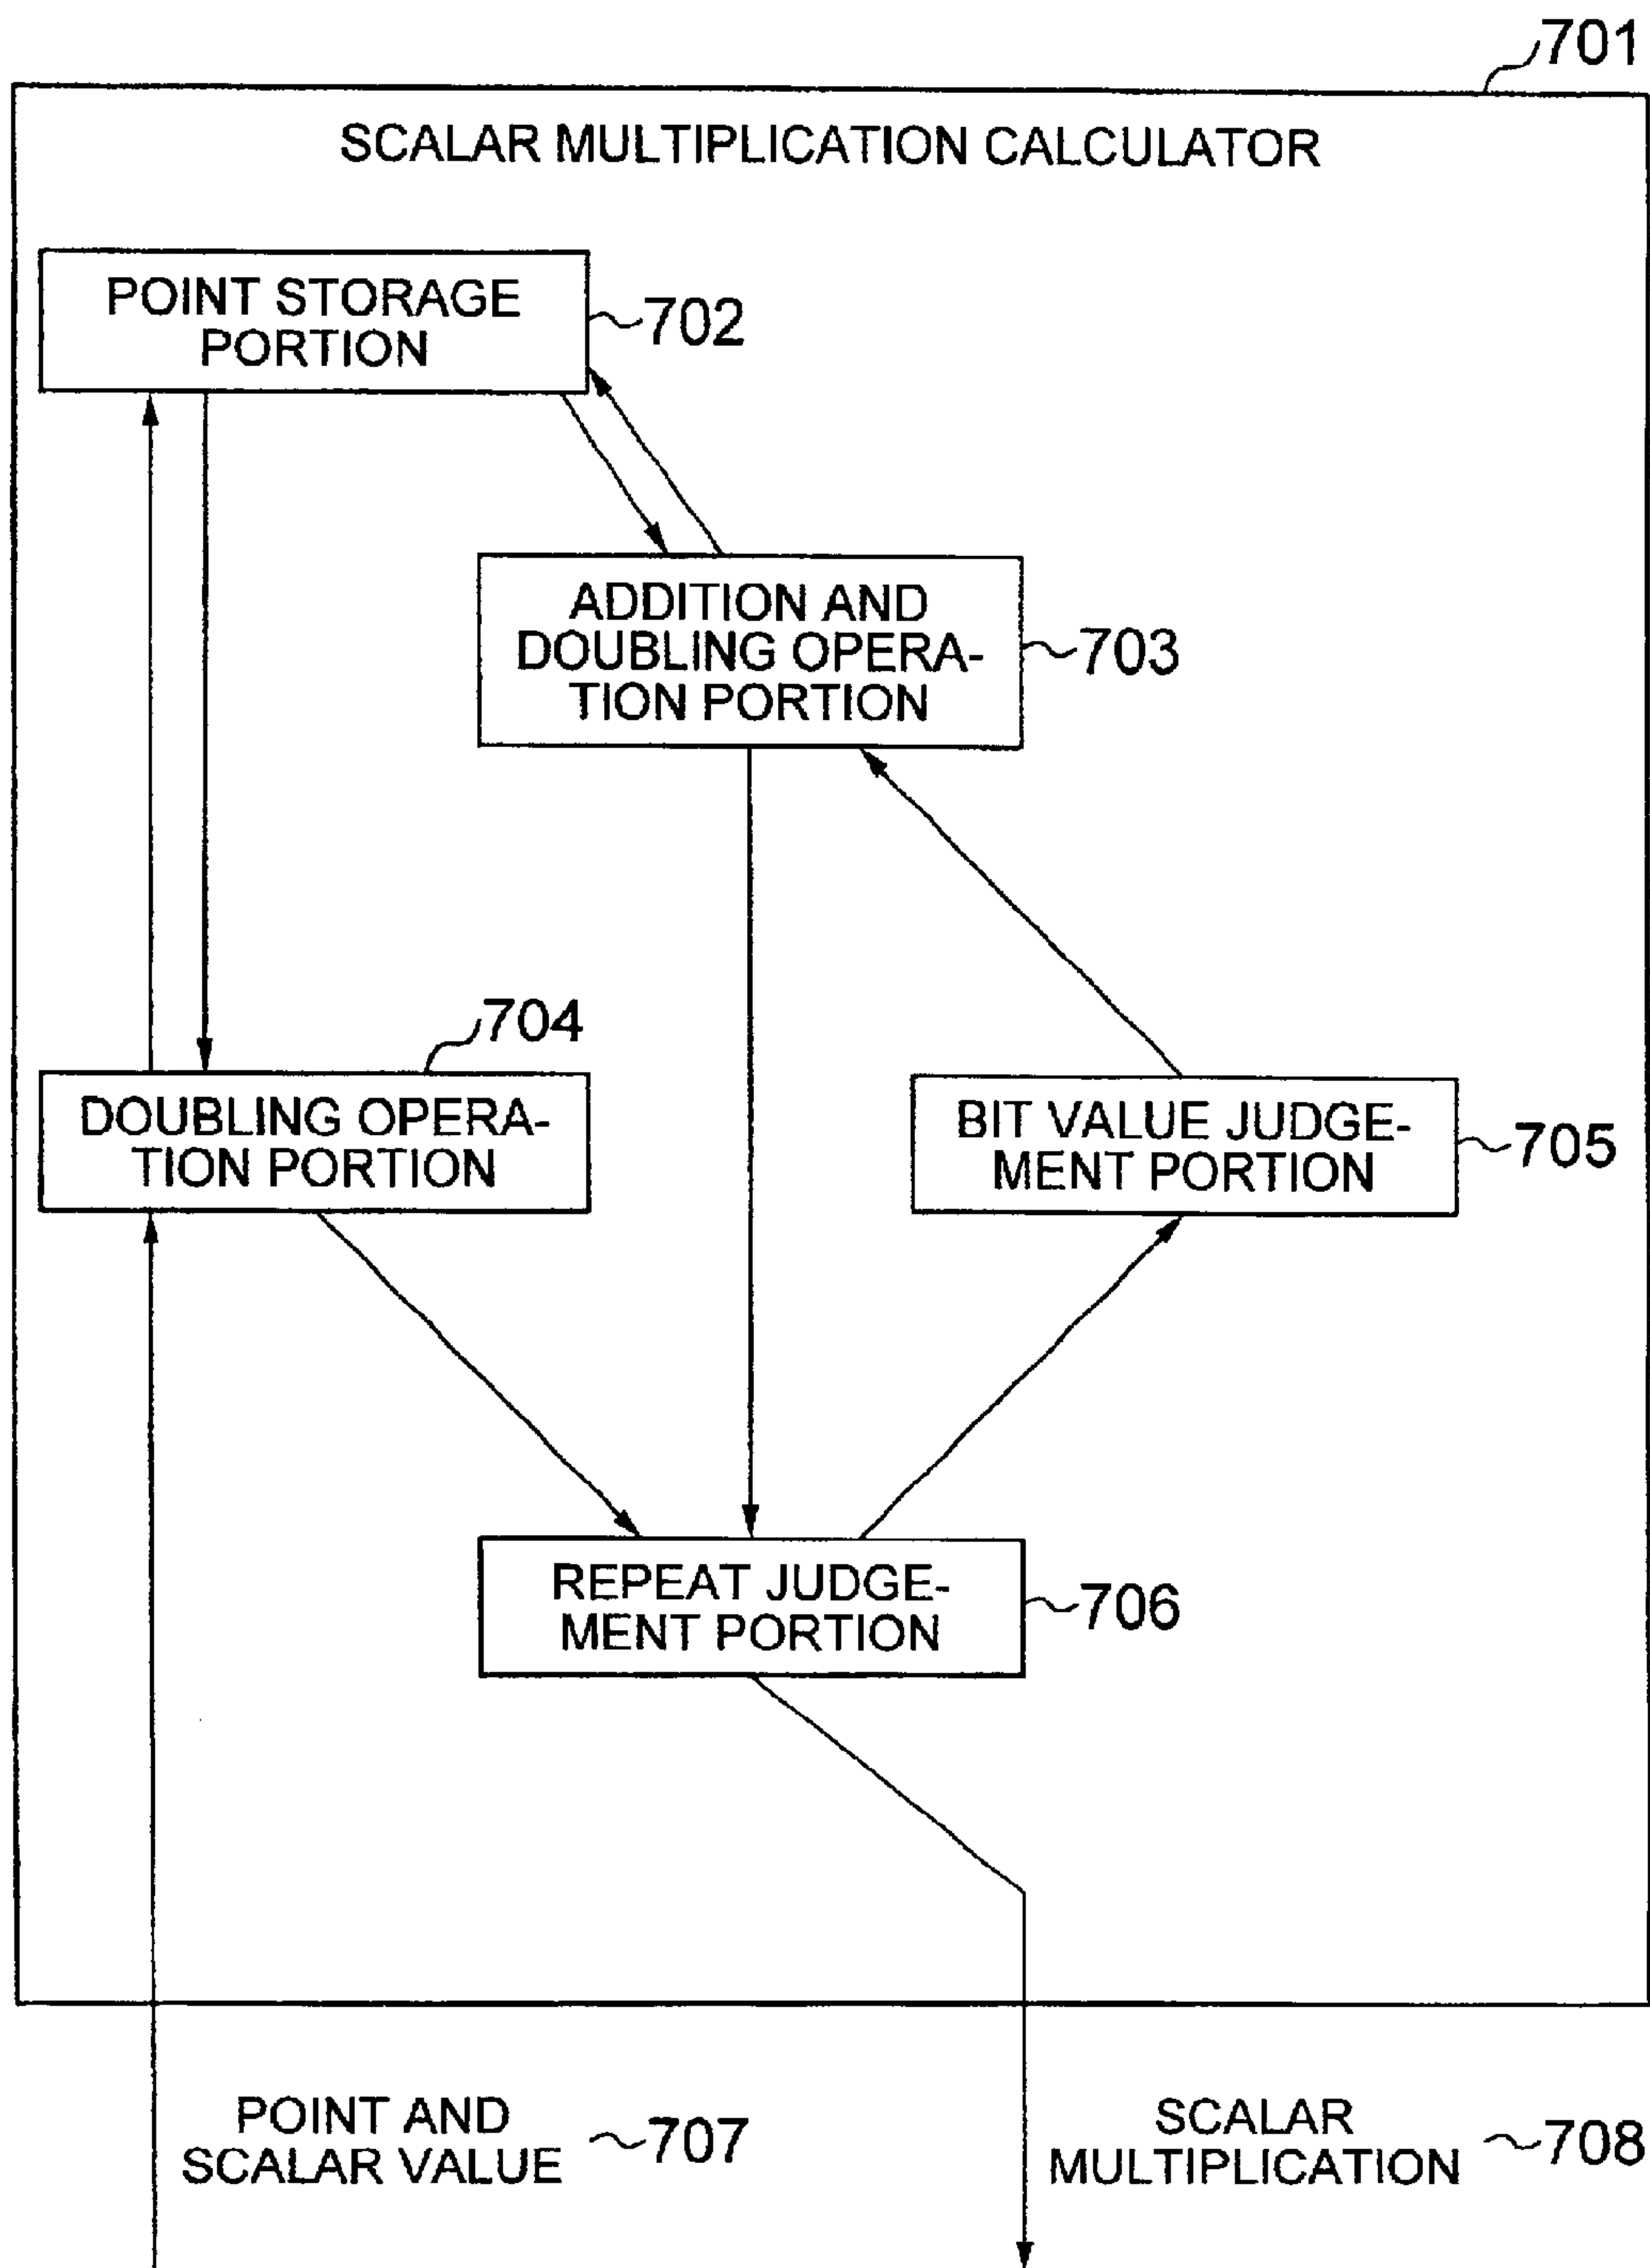 701
SCALAR MULTIPLICATION CALCULATOR
POINT STORAGE
PORTION
702
ADDITION AND
DOUBLING OPERA-
TION PORTION
703
704
DOUBLING OPERA-
TION PORTION
BIT VALUE JUDGE-
MENT PORTION
705
REPEAT JUDGE-
MENT PORTION
706
POINT AND
SCALAR VALUE
707
SCALAR
MULTIPLICATION
708